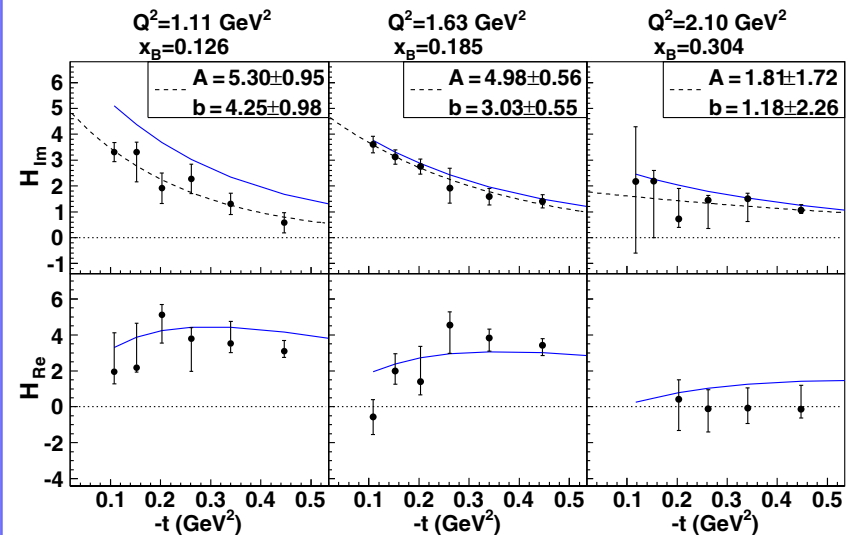 Q²=1.11 GeV² Q²=1.63 GeV² Q²=2.10 GeV²
x_B=0.126 x_B=0.185 x_B=0.304
A = 5.30±0.95 A = 4.98±0.56 A = 1.81±1.72
b = 4.25±0.98 b = 3.03±0.55 b = 1.18±2.26
H_Im
6
5
4
3
2
1
0
-1
H_Re
6
4
2
0
-2
-4
0.1 0.2 0.3 0.4 0.5 0.1 0.2 0.3 0.4 0.5 0.1 0.2 0.3 0.4 0.5
-t (GeV²) -t (GeV²) -t (GeV²)